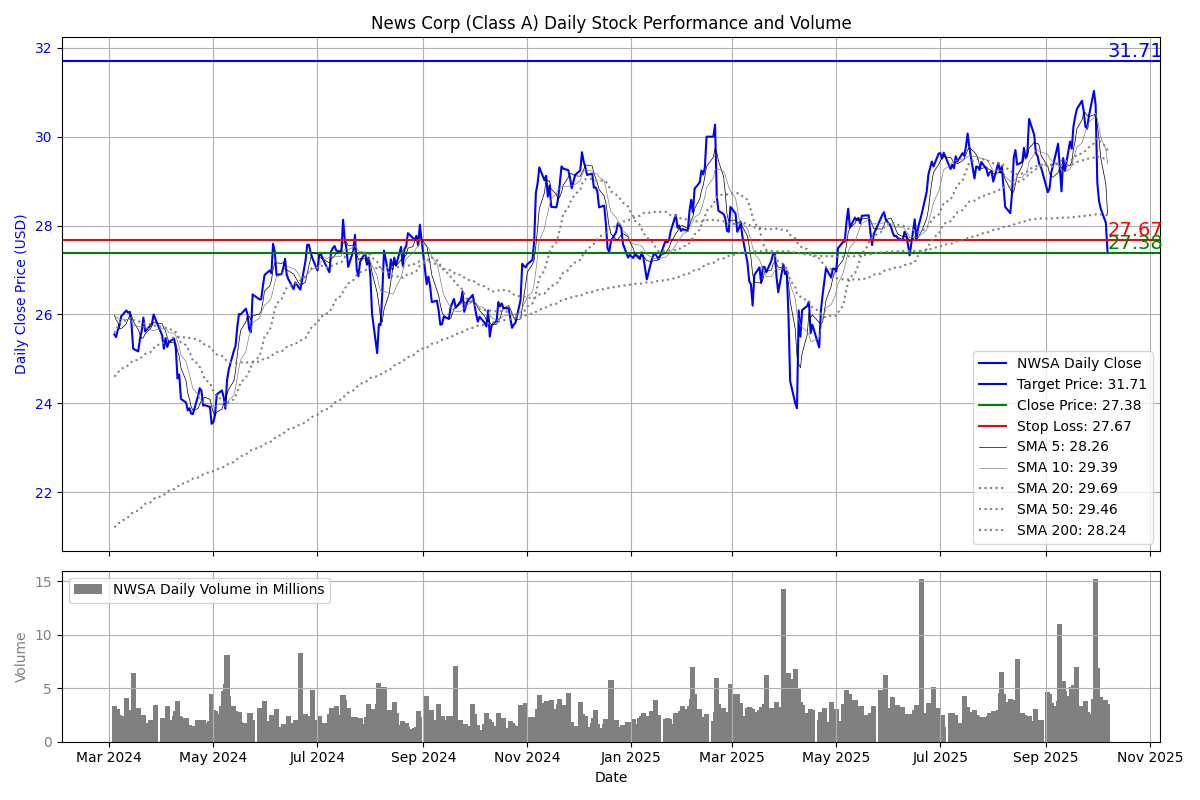 News Corp (Class A) Daily Stock Performance and Volume
Daily Close Price (USD)
32
30
28
26
24
22
31.71
27.67
27.38
NWSA Daily Close
Target Price: 31.71
Close Price: 27.38
Stop Loss: 27.67
SMA 5: 28.26
SMA 10: 29.39
SMA 20: 29.69
SMA 50: 29.46
SMA 200: 28.24
Volume
15
10
5
0
NWSA Daily Volume in Millions
Mar 2024 May 2024 Jul 2024 Sep 2024 Nov 2024 Jan 2025 Mar 2025 May 2025 Jul 2025 Sep 2025 Nov 2025
Date